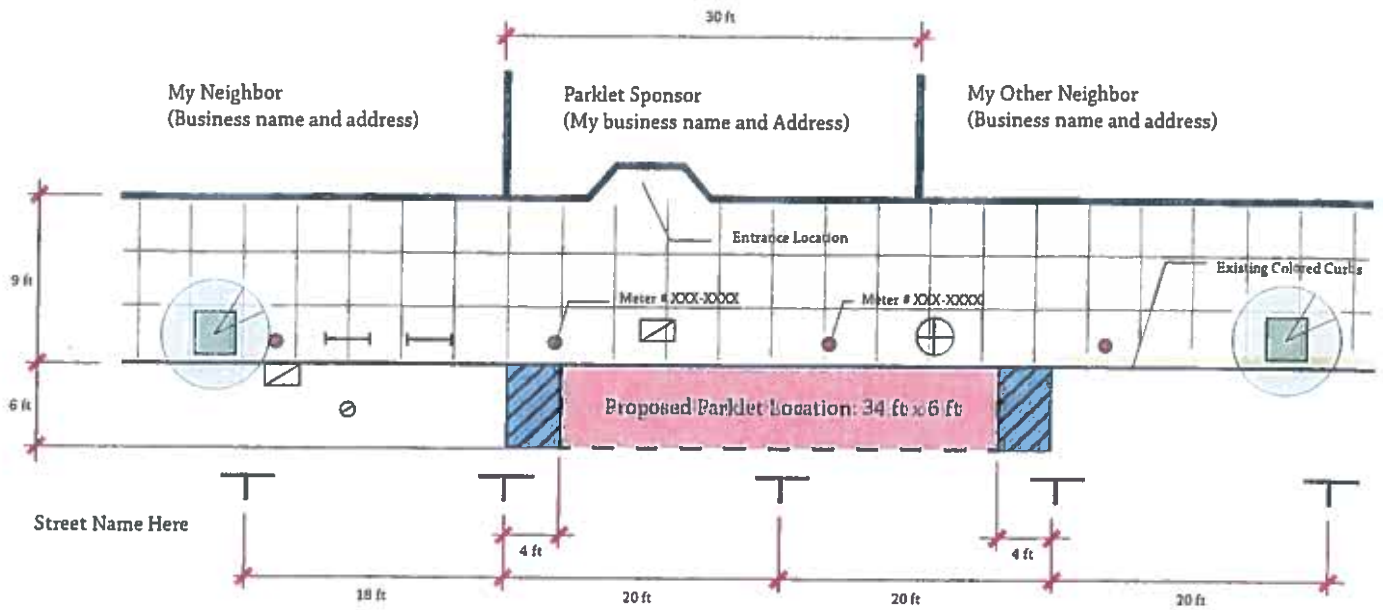 30 ft
My Neighbor
(Business name and address)
Parklet Sponsor
(My business name and Address)
My Other Neighbor
(Business name and address)
Entrance Location
Existing Colored Curbs
9 ft
Meter # XXX-XXXX
Meter # XXX-XXXX
6 ft
Proposed Parklet Location: 34 ft x 6 ft
Street Name Here
4 ft
4 ft
18 ft
20 ft
20 ft
20 ft